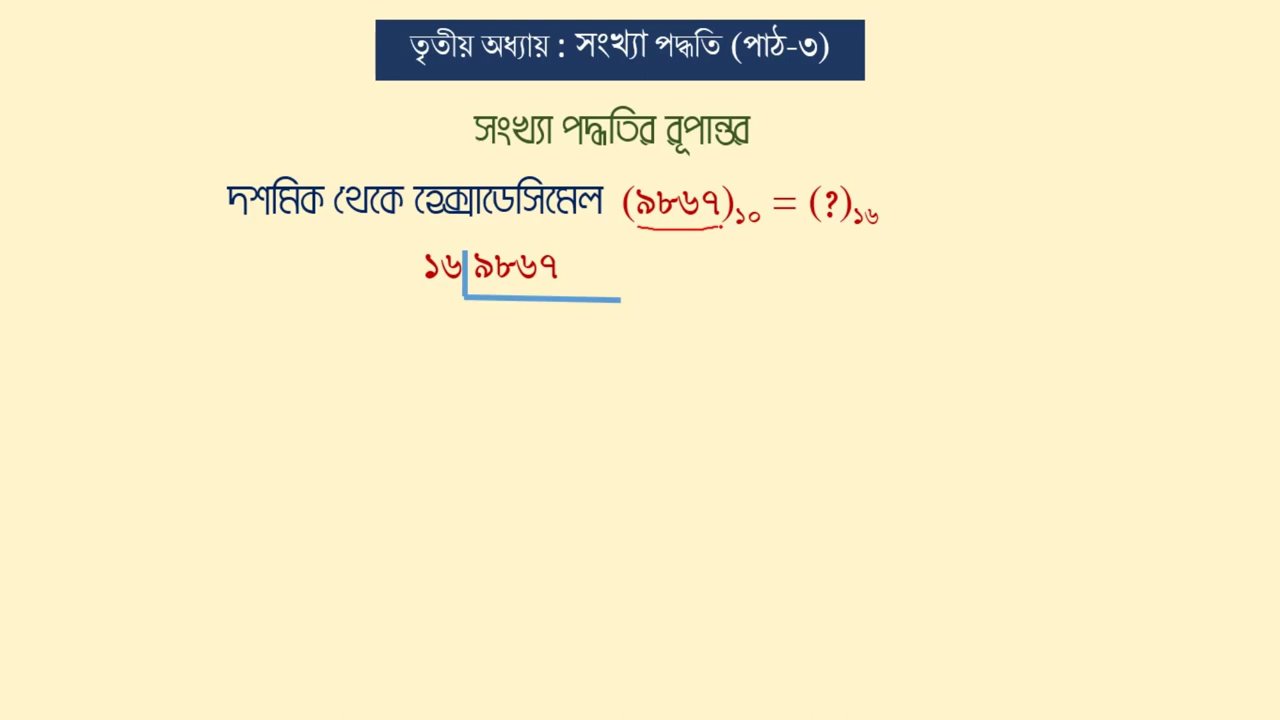 তৃতীয় অধ্যায় : সংখ্যা পদ্ধতি (পাঠ-৩)
সংখ্যা পদ্ধতির রূপান্তর
দশমিক থেকে হেক্সাডেসিমেল (৯৮৬৭)১০ = (?)১৬
১৬ ৯৮৬৭